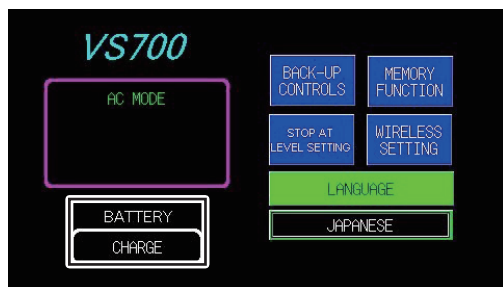 VS700
AC MODE
BATTERY
CHARGE
BACK-UP
CONTROLS
MEMORY
FUNCTION
STOP AT
LEVEL SETTING
WIRELESS
SETTING
LANGUAGE
JAPANESE